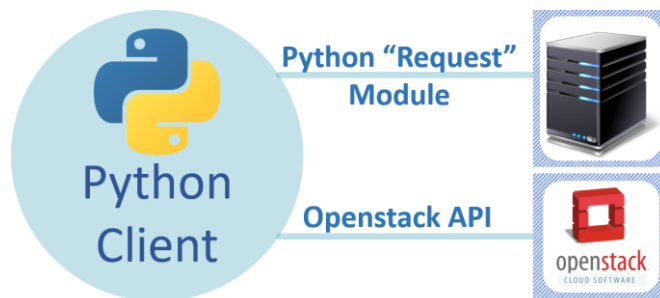 Python "Request"
Module
Python
Client
Openstack API
openstack
CLOUD SOFTWARE